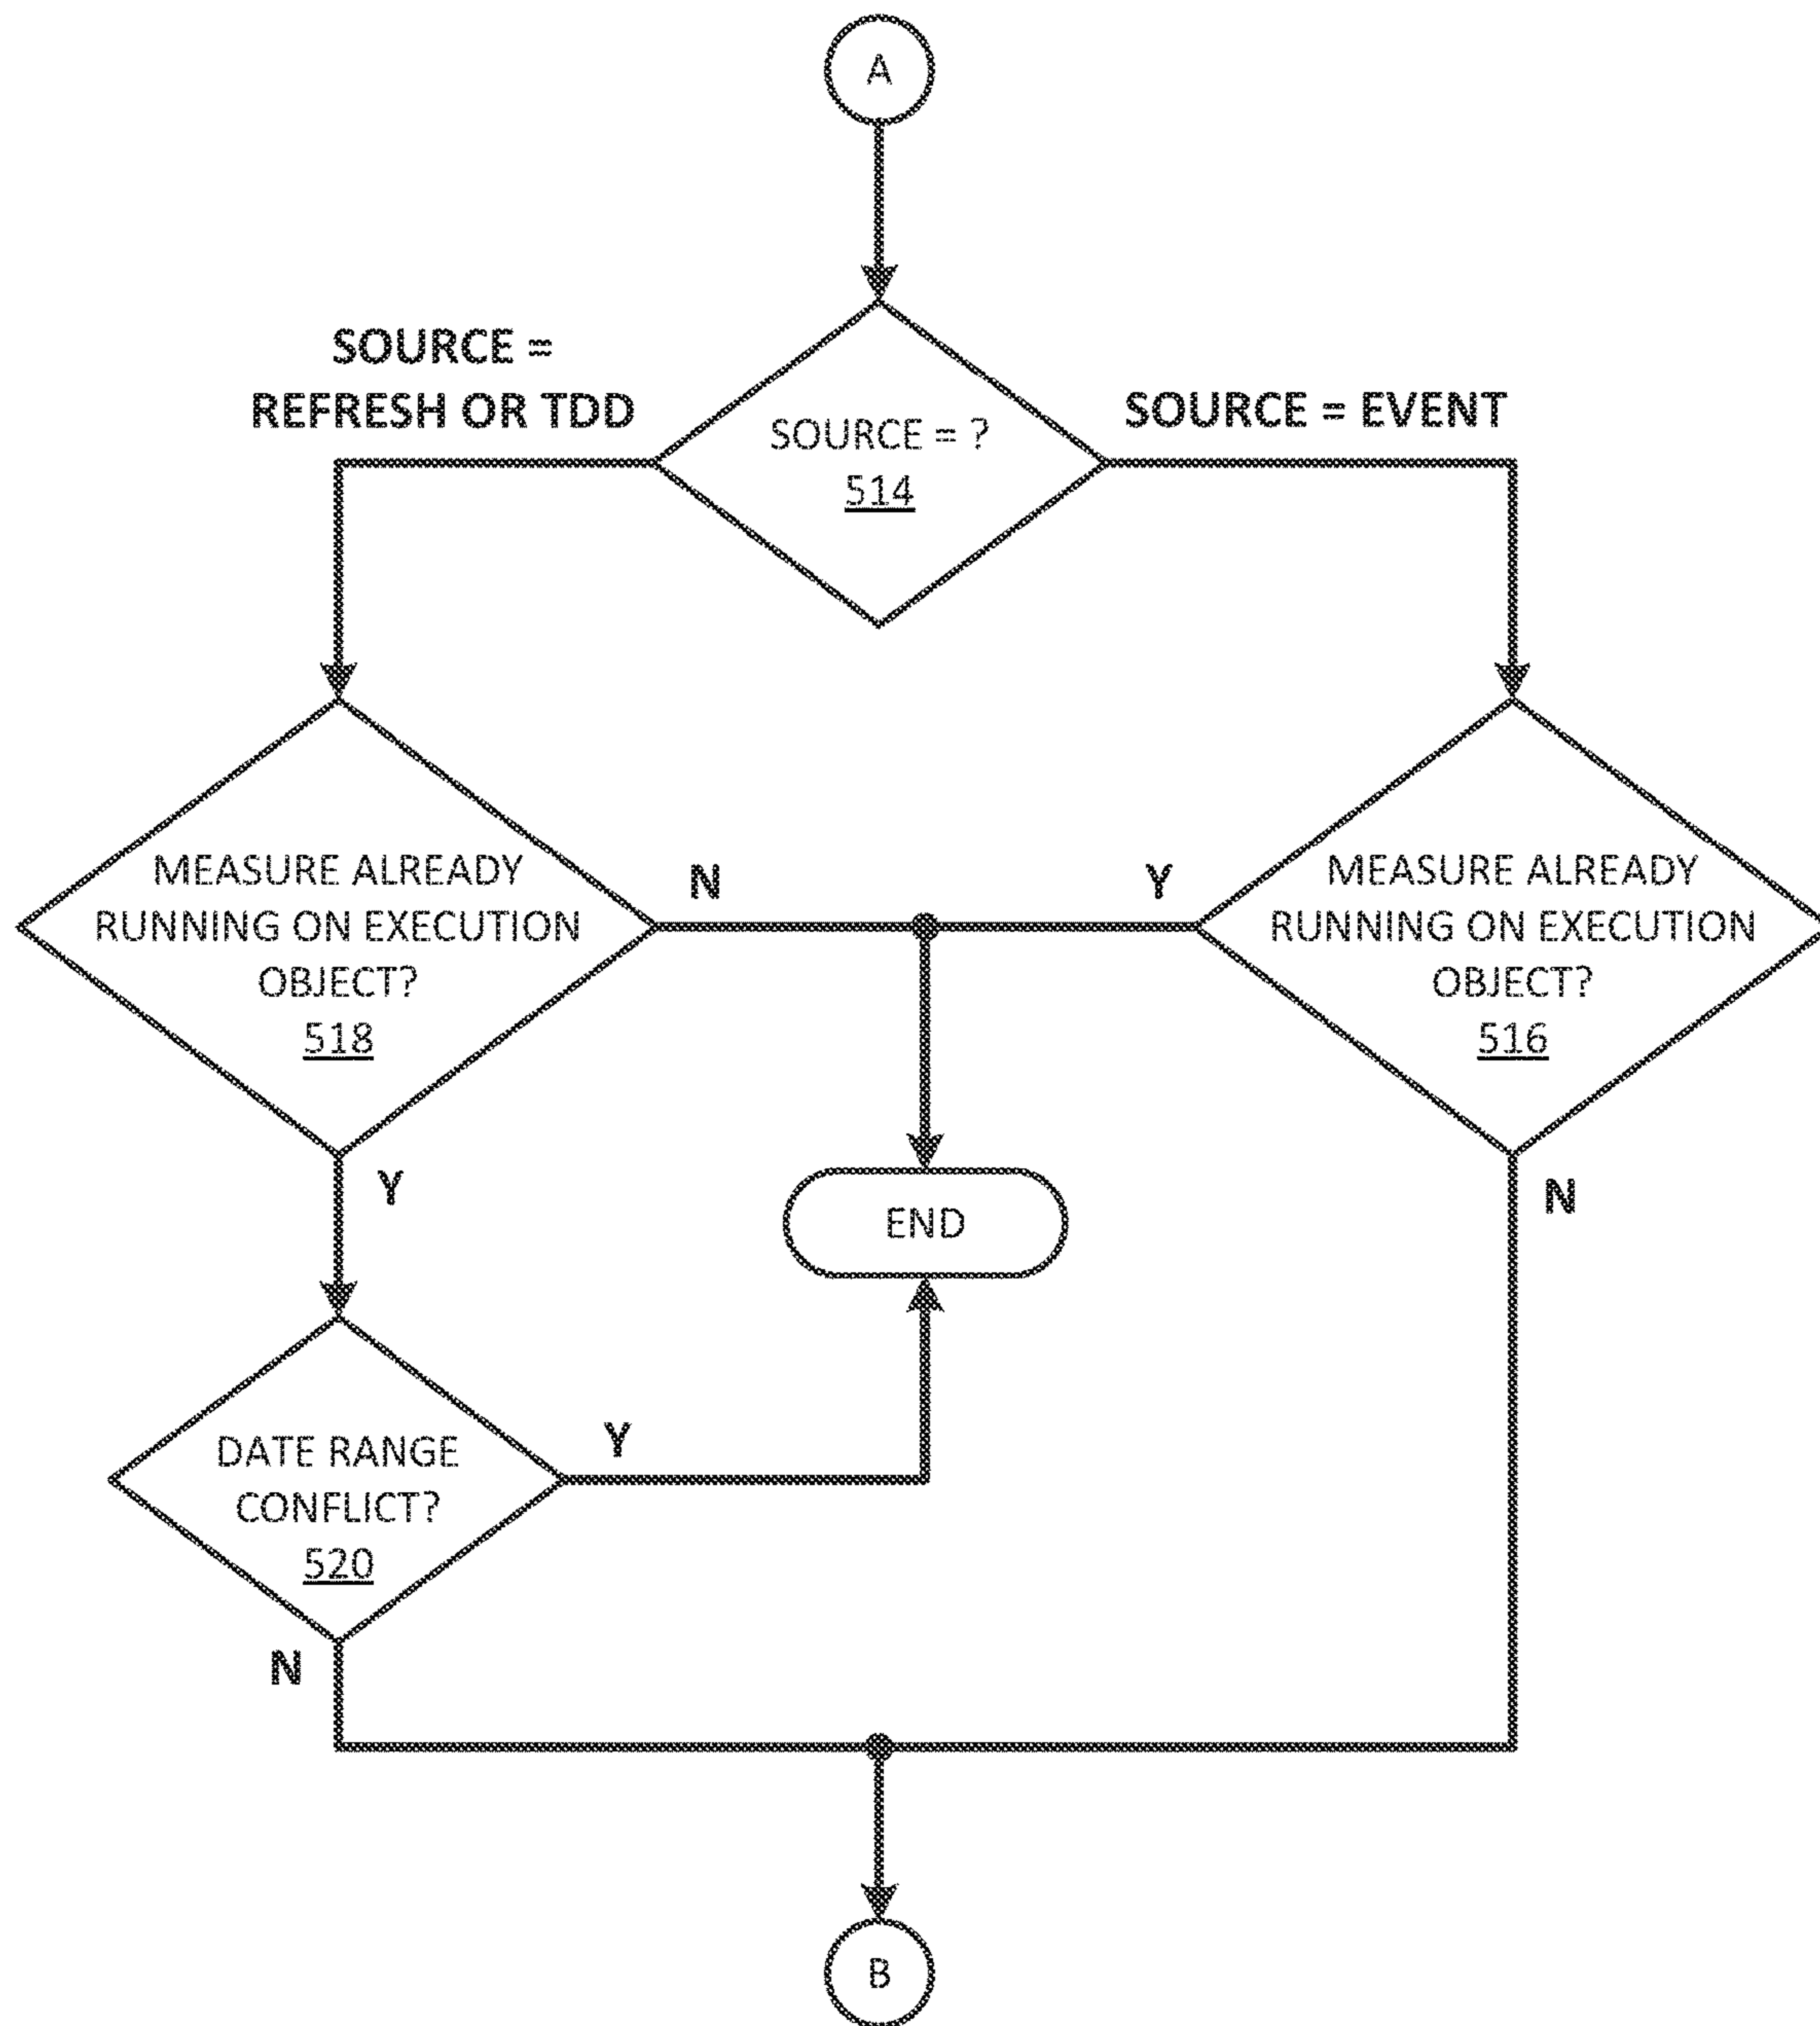 A
SOURCE =
REFRESH OR TDD
SOURCE = ?
514
SOURCE = EVENT
MEASURE ALREADY
RUNNING ON EXECUTION
OBJECT?
518
N
Y
MEASURE ALREADY
RUNNING ON EXECUTION
OBJECT?
516
Y
N
END
DATE RANGE
CONFLICT?
520
Y
N
B